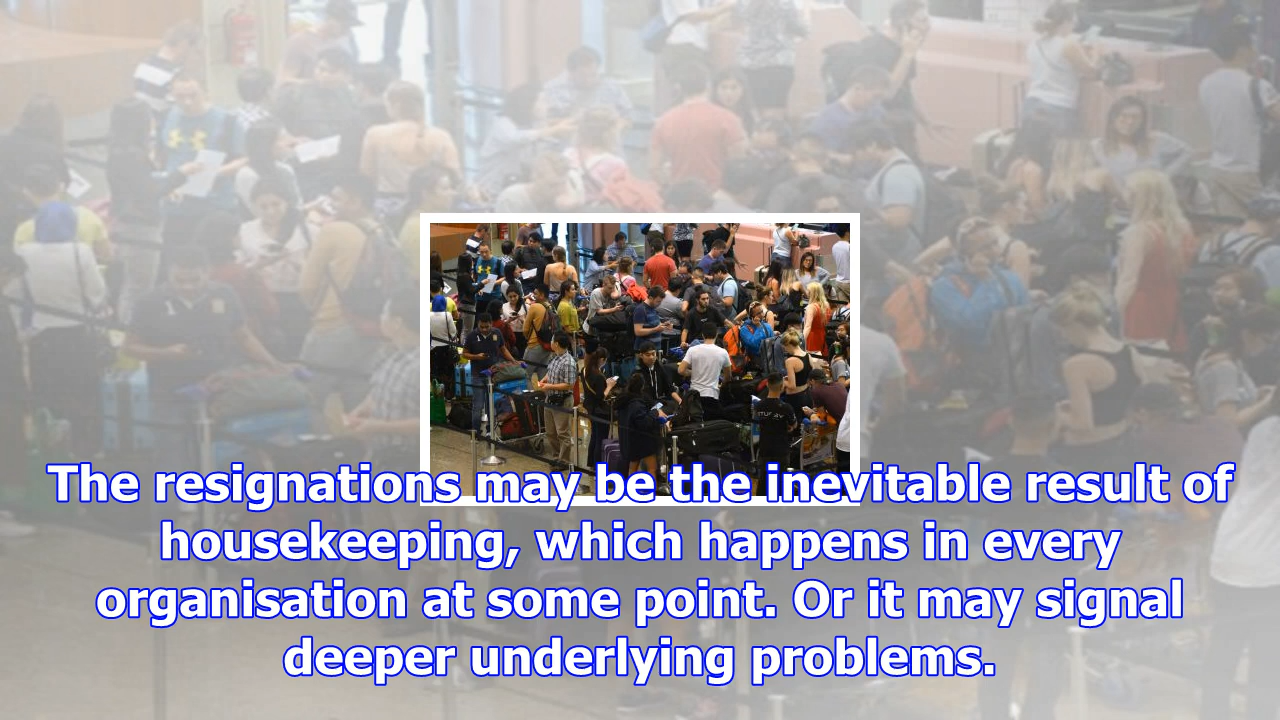 The resignations may be the inevitable result of
housekeeping, which happens in every
organisation at some point. Or it may signal
deeper underlying problems.